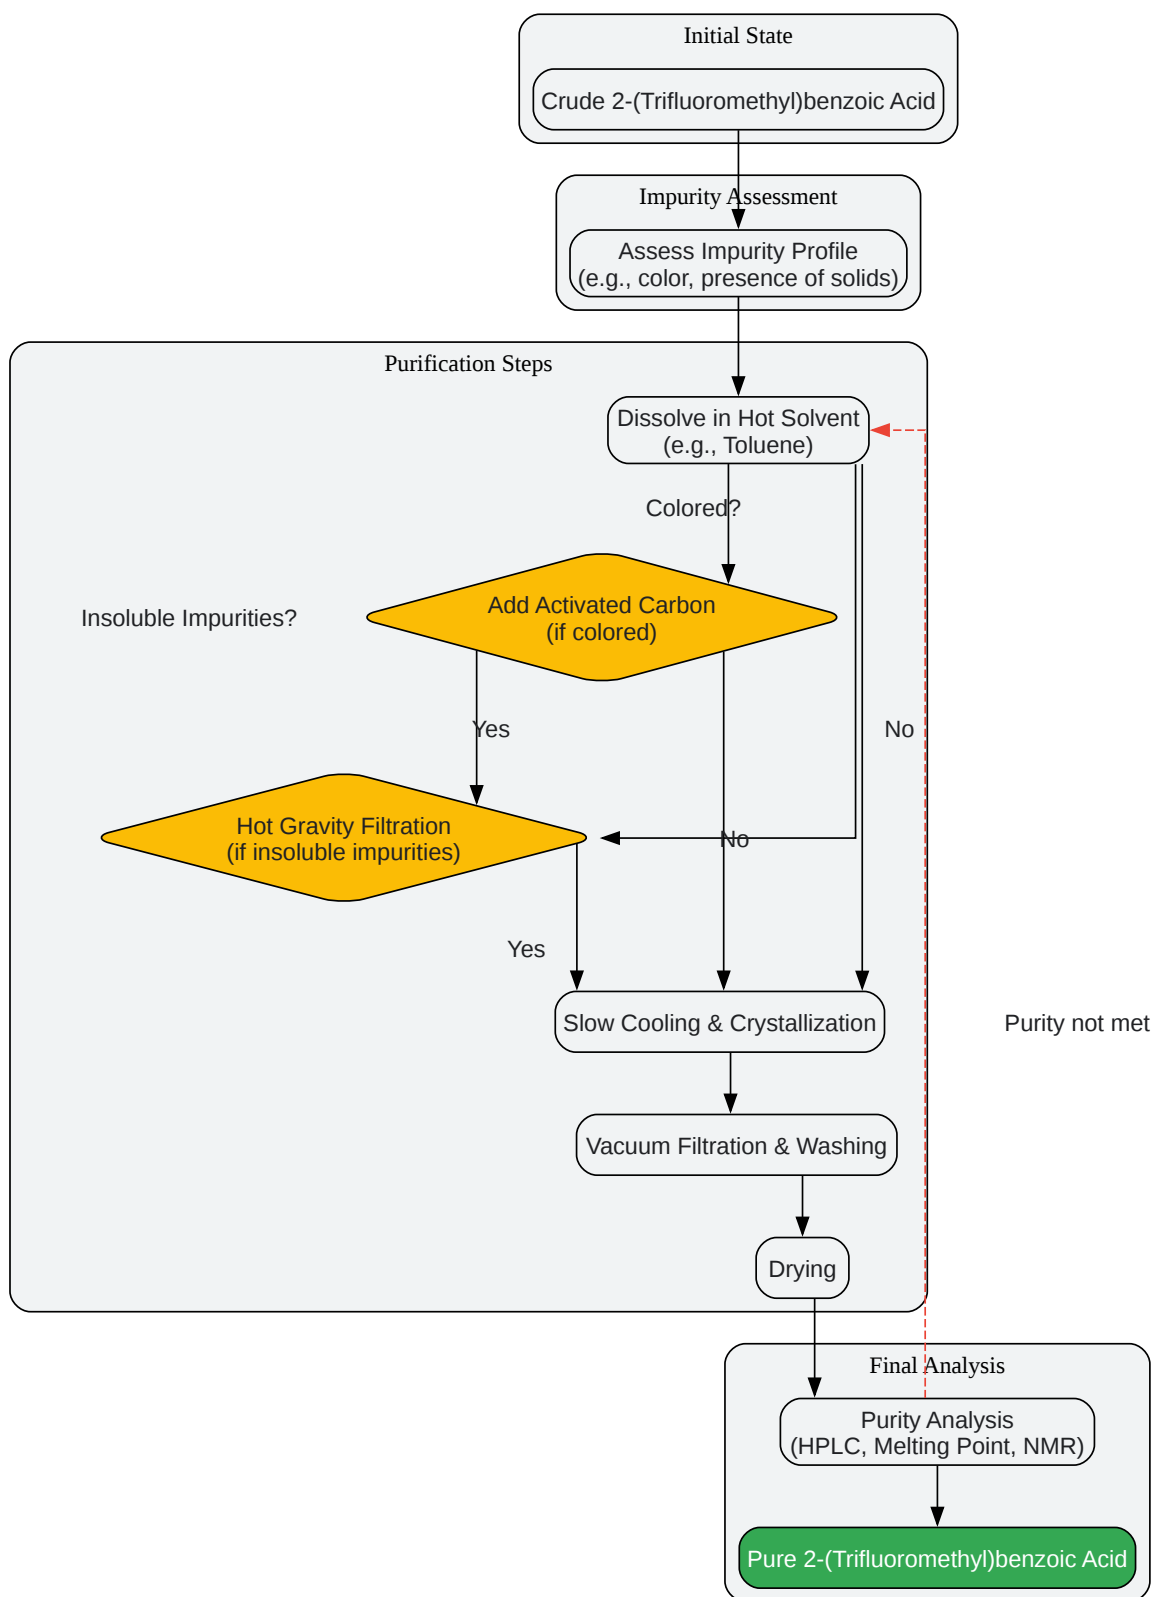 Initial State
Crude 2-(Trifluoromethyl)benzoic Acid
Impurity Assessment
Assess Impurity Profile
(e.g., color, presence of solids)
Purification Steps
Dissolve in Hot Solvent
(e.g., Toluene)
Colored?
Add Activated Carbon
(if colored)
Insoluble Impurities?
Yes
No
Hot Gravity Filtration
(if insoluble impurities)
No
Yes
Slow Cooling & Crystallization
Purity not met
Vacuum Filtration & Washing
Drying
Final Analysis
Purity Analysis
(HPLC, Melting Point, NMR)
Pure 2-(Trifluoromethyl)benzoic Acid